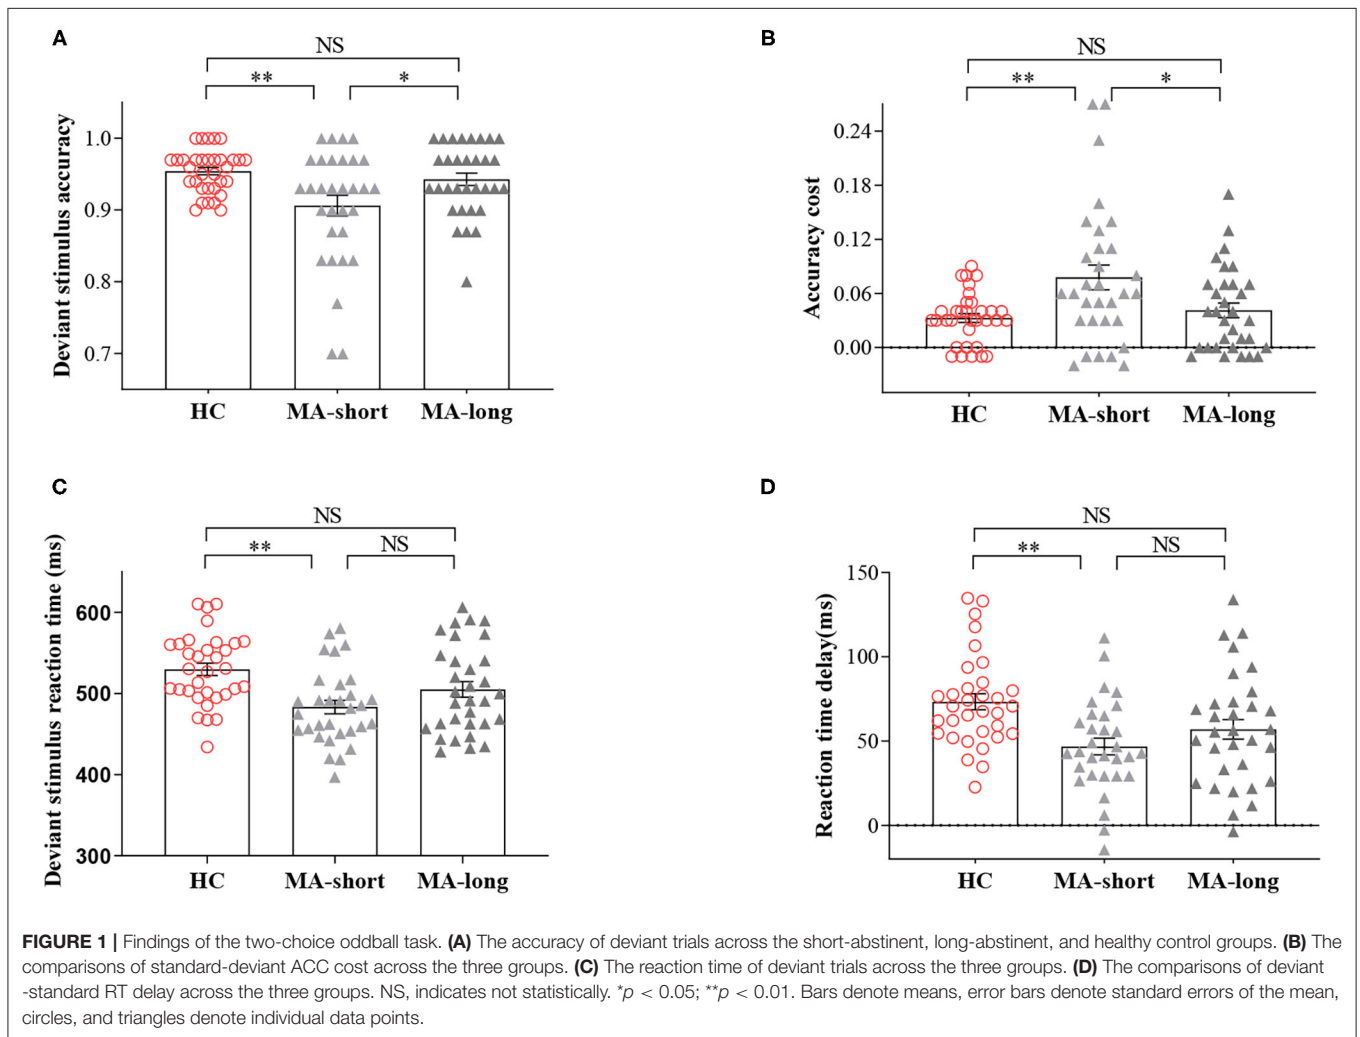 A
NS
**
*
Deviant stimulus accuracy
1.0
0.9
0.8
0.7
HC
MA-short
MA-long
B
NS
**
*
Accuracy cost
0.24
0.18
0.12
0.06
0.00
HC
MA-short
MA-long
C
NS
**
NS
Deviant stimulus reaction time (ms)
600
500
400
300
HC
MA-short
MA-long
D
NS
**
NS
Reaction time delay(ms)
150
100
50
0
HC
MA-short
MA-long
FIGURE 1 | Findings of the two-choice oddball task. (A) The accuracy of deviant trials across the short-abstinent, long-abstinent, and healthy control groups. (B) The
comparisons of standard-deviant ACC cost across the three groups. (C) The reaction time of deviant trials across the three groups. (D) The comparisons of deviant
-standard RT delay across the three groups. NS, indicates not statistically. *p < 0.05; **p < 0.01. Bars denote means, error bars denote standard errors of the mean,
circles, and triangles denote individual data points.